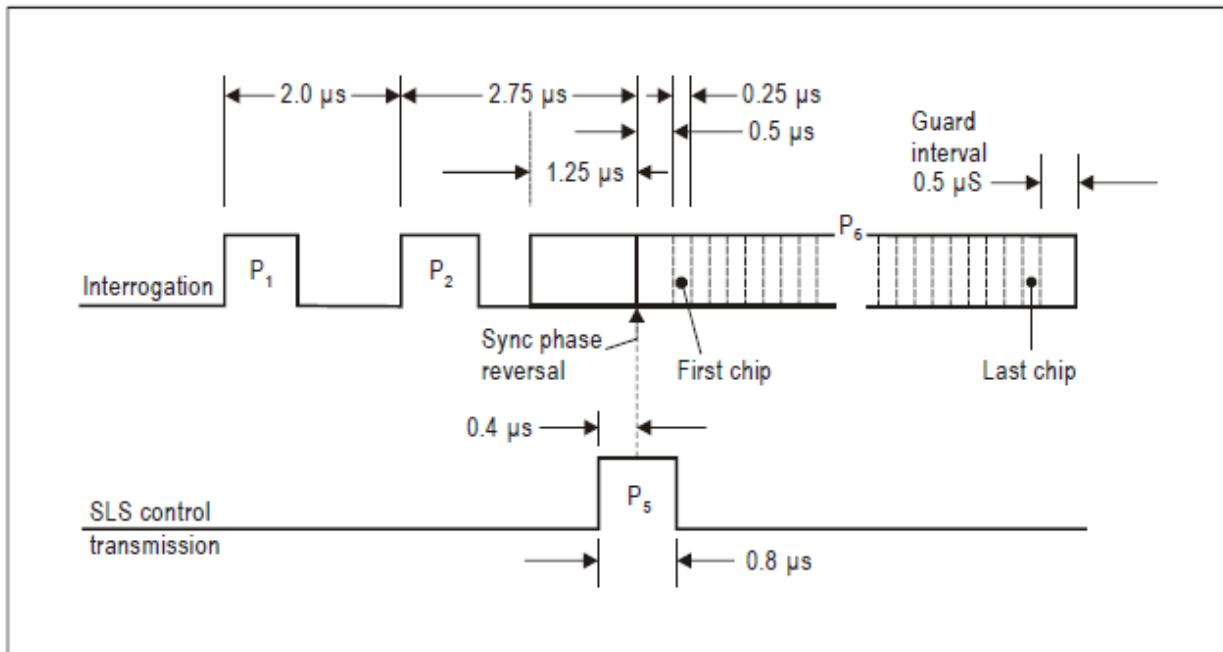 2.0 µs
2.75 µs
0.25 µs
0.5 µs
1.25 µs
Guard
interval
0.5 µS
P₁
P₂
P₆
Interrogation
Sync phase
reversal
First chip
Last chip
0.4 µs
P₅
SLS control
transmission
0.8 µs